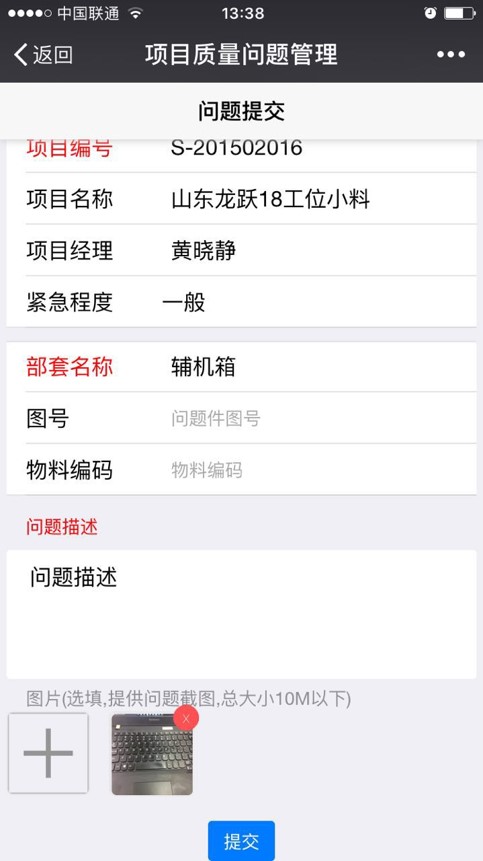 中国联通 13:38
返回 项目质量问题管理
问题提交
项目编号 S-201502016
项目名称 山东龙跃18工位小料
项目经理 黄晓静
紧急程度 一般
部套名称 辅机箱
图号 问题件图号
物料编码 物料编码
问题描述
问题描述
图片(选填,提供问题截图,总大小10M以下)
X
提交